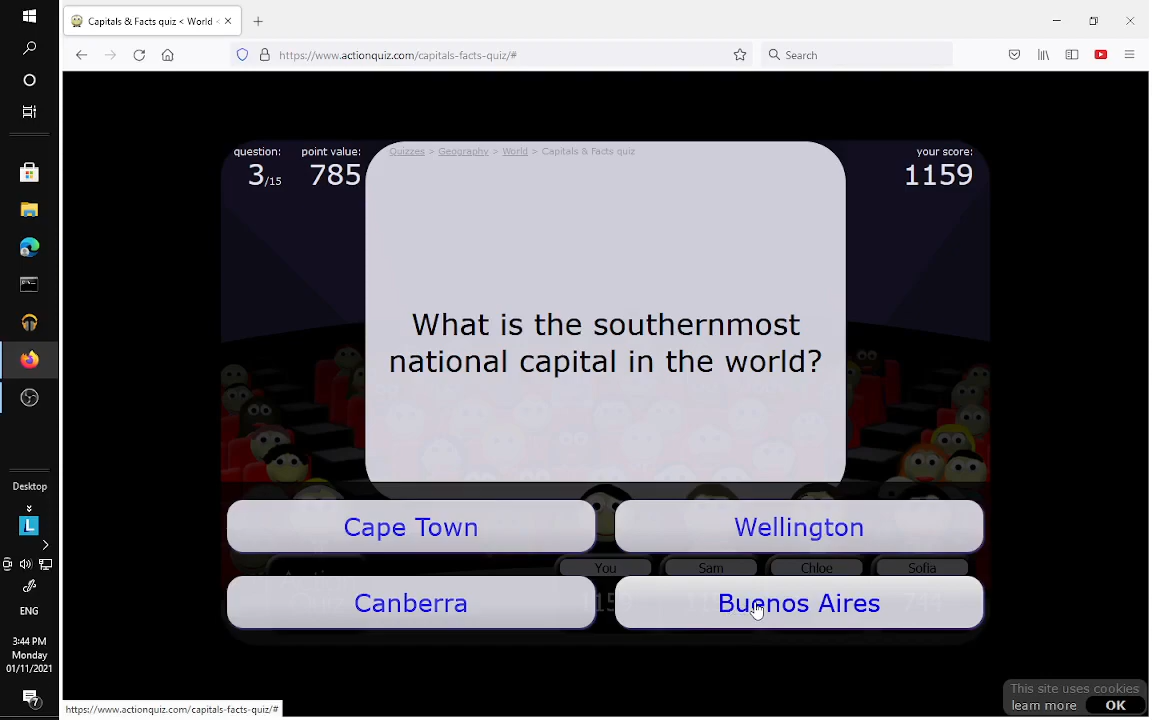 Capitals & Facts quiz < World <
https://www.actionquiz.com/capitals-facts-quiz/#
Search
question:
3/15
point value:
785
Quizzes > Geography > World > Capitals & Facts quiz
your score:
1159
What is the southernmost
national capital in the world?
Cape Town
Wellington
You
Sam
Chloe
Sofia
Canberra
Buenos Aires
Desktop
L
ENG
3:44 PM
Monday
01/11/2021
7
This site uses cookies
learn more
OK
https://www.actionquiz.com/capitals-facts-quiz/#